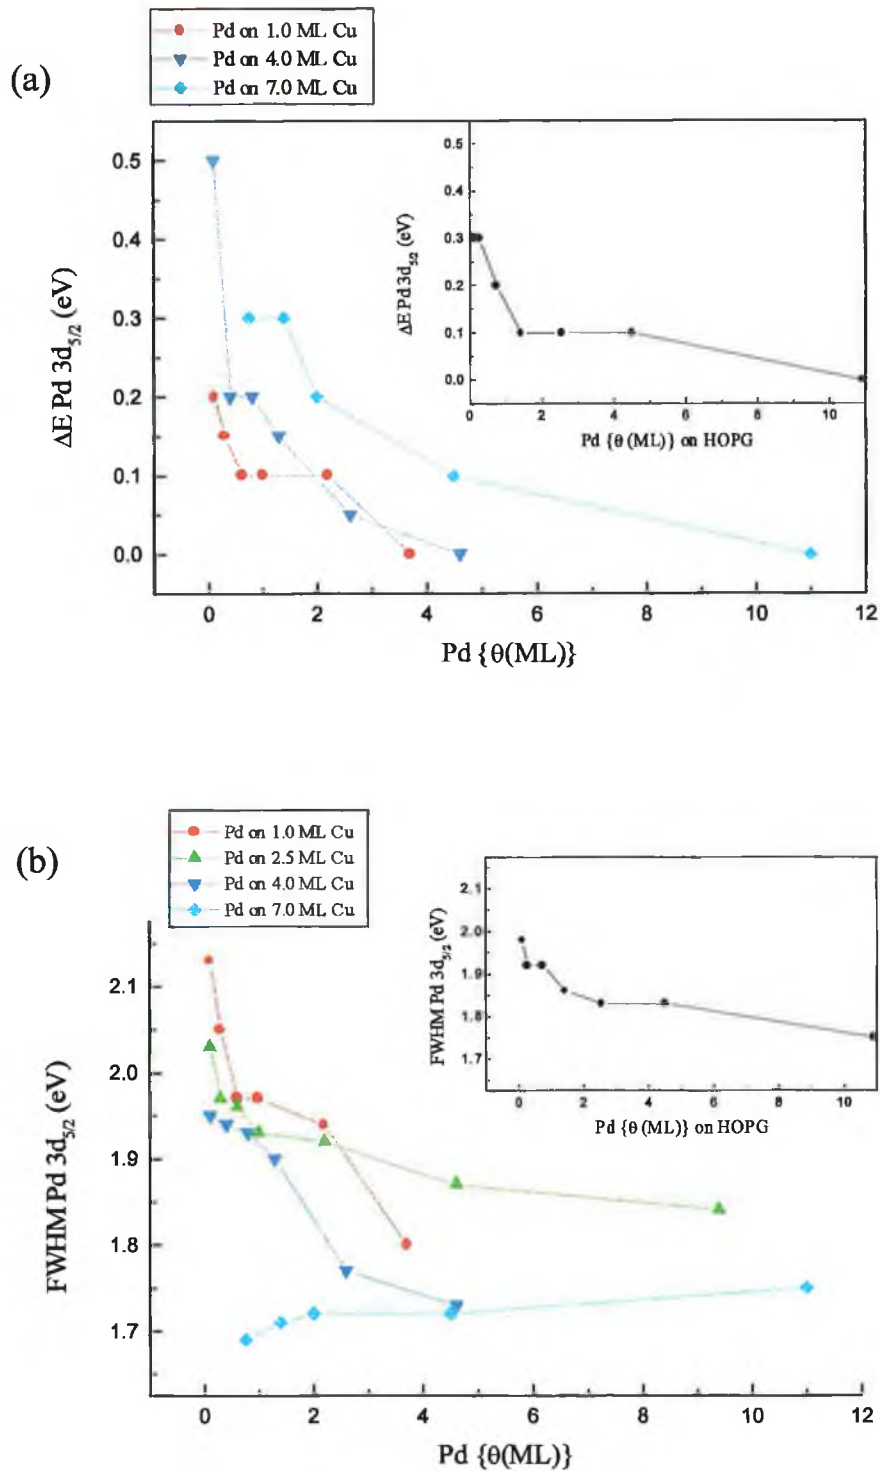 (a)
Pd on 1.0 ML Cu
Pd on 4.0 ML Cu
Pd on 7.0 ML Cu
ΔE Pd 3d5/2 (eV)
0.5
0.4
0.3
0.2
0.1
0.0
0 2 4 6 8 10 12
Pd {θ(ML)}
ΔE Pd 3d5/2 (eV)
0.5
0.4
0.3
0.2
0.1
0.0
0 2 4 6 8 10
Pd {θ (ML)} on HOPG
(b)
Pd on 1.0 ML Cu
Pd on 2.5 ML Cu
Pd on 4.0 ML Cu
Pd on 7.0 ML Cu
FWHM Pd 3d5/2 (eV)
2.1
2.0
1.9
1.8
1.7
0 2 4 6 8 10 12
Pd {θ(ML)}
FWHM Pd 3d5/2 (eV)
2.1
2.0
1.9
1.8
1.7
0 2 4 6 8 10
Pd {θ (ML)} on HOPG